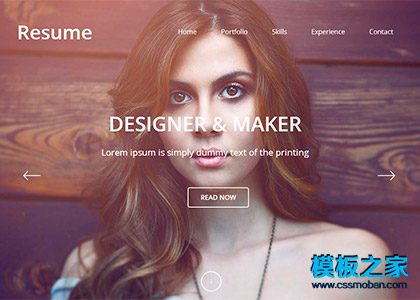 Resume
Home
Portfolio
Skills
Experience
Contact
DESIGNER & MAKER
Lorem ipsum is simply dummy text of the printing
READ NOW
模板之家
www.cssmoban.com